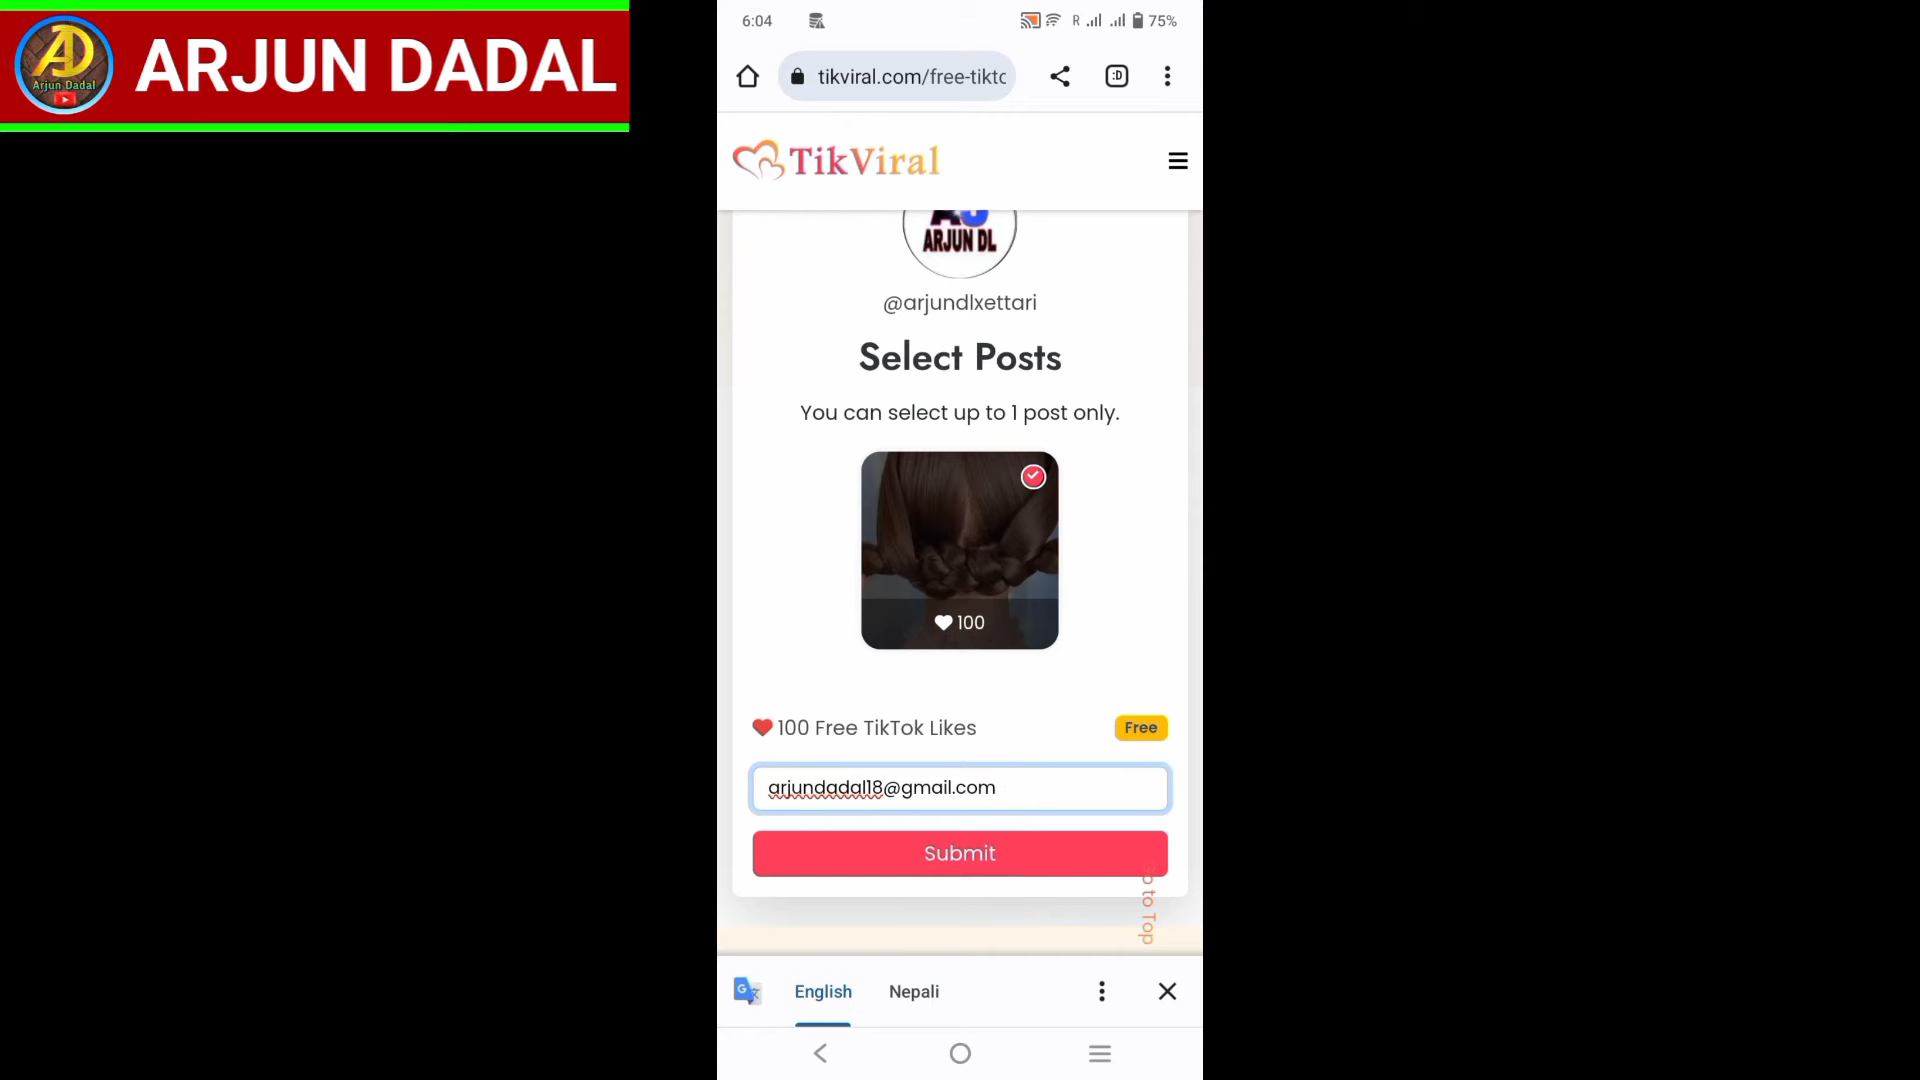 ARJUN DADAL
Arjun Dadal
6:04
R
75%
tikviral.com/free-tiktc
:D
TikViral
ARJUN DL
@arjundlxettari
Select Posts
You can select up to 1 post only.
100
100 Free TikTok Likes
Free
arjundadal18@gmail.com
Submit
Go to Top
English
Nepali